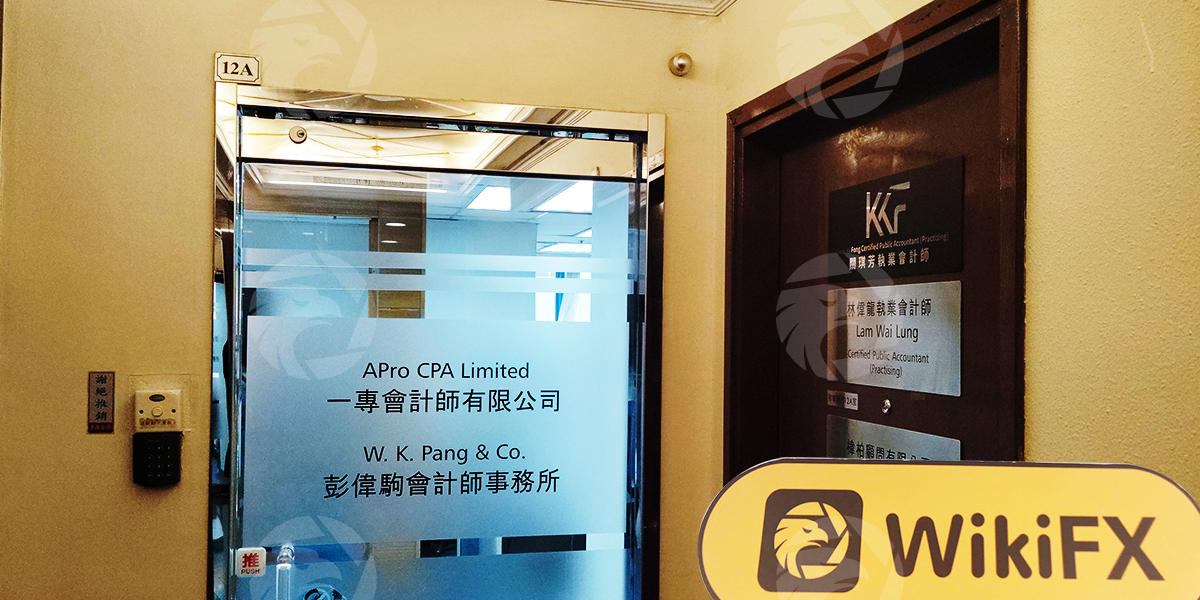 12A
APro CPA Limited
一專會計師有限公司
W. K. Pang & Co.
彭偉駒會計師事務所
謝絕推銷
推
PUSH
KKF
Fong Certified Public Accountant (Practising)
關琪芳執業會計師
林偉龍執業會計師
Lam Wai Lung
Certified Public Accountant
(Practising)
WikiFX